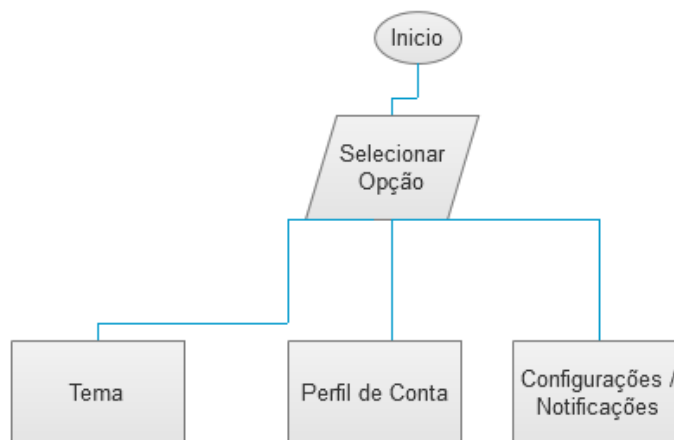 Inicio
Selecionar
Opção
Tema
Perfil de Conta
Configurações /
Notificações